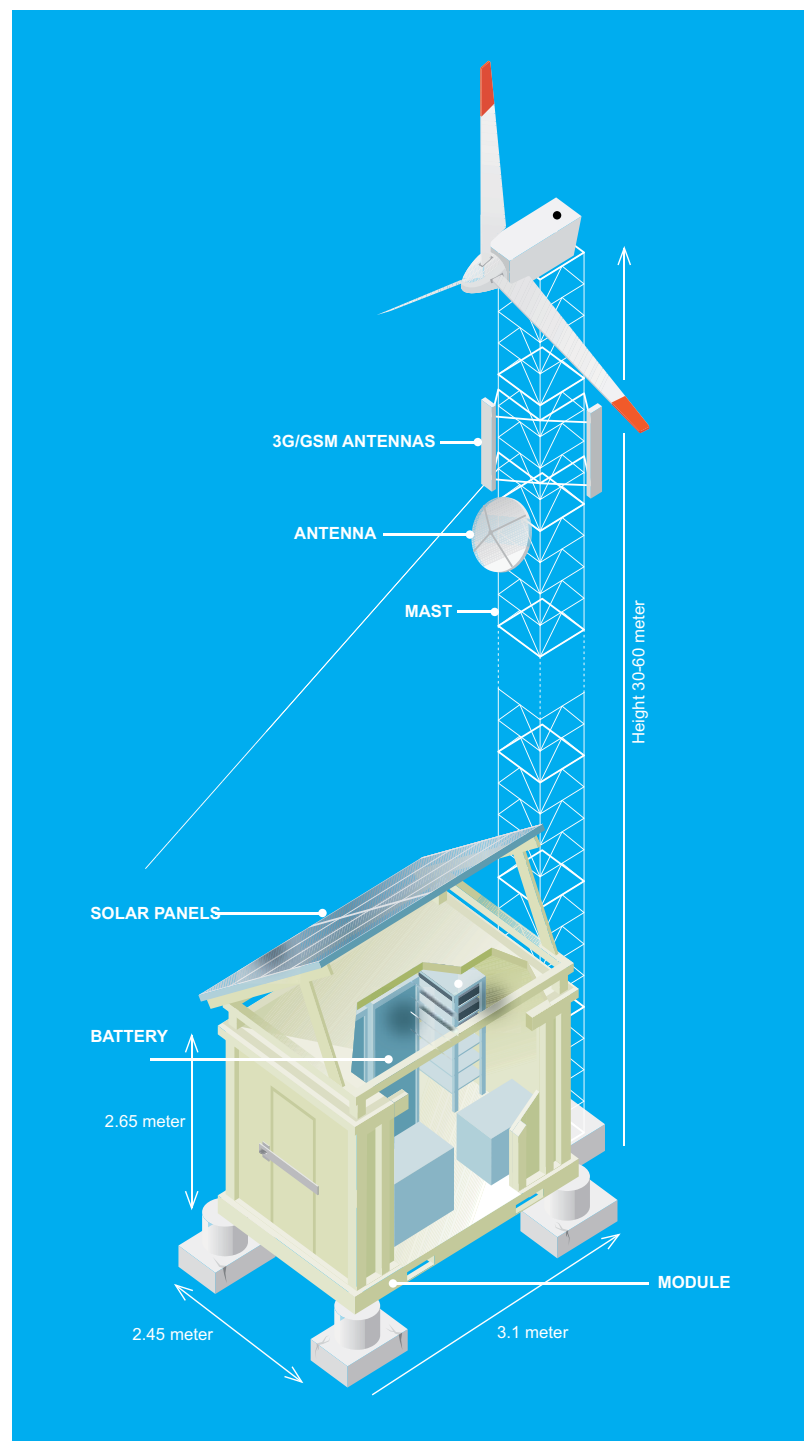 3G/GSM ANTENNAS
ANTENNA
MAST
Height 30-60 meter
SOLAR PANELS
BATTERY
2.65 meter
MODULE
2.45 meter
3.1 meter